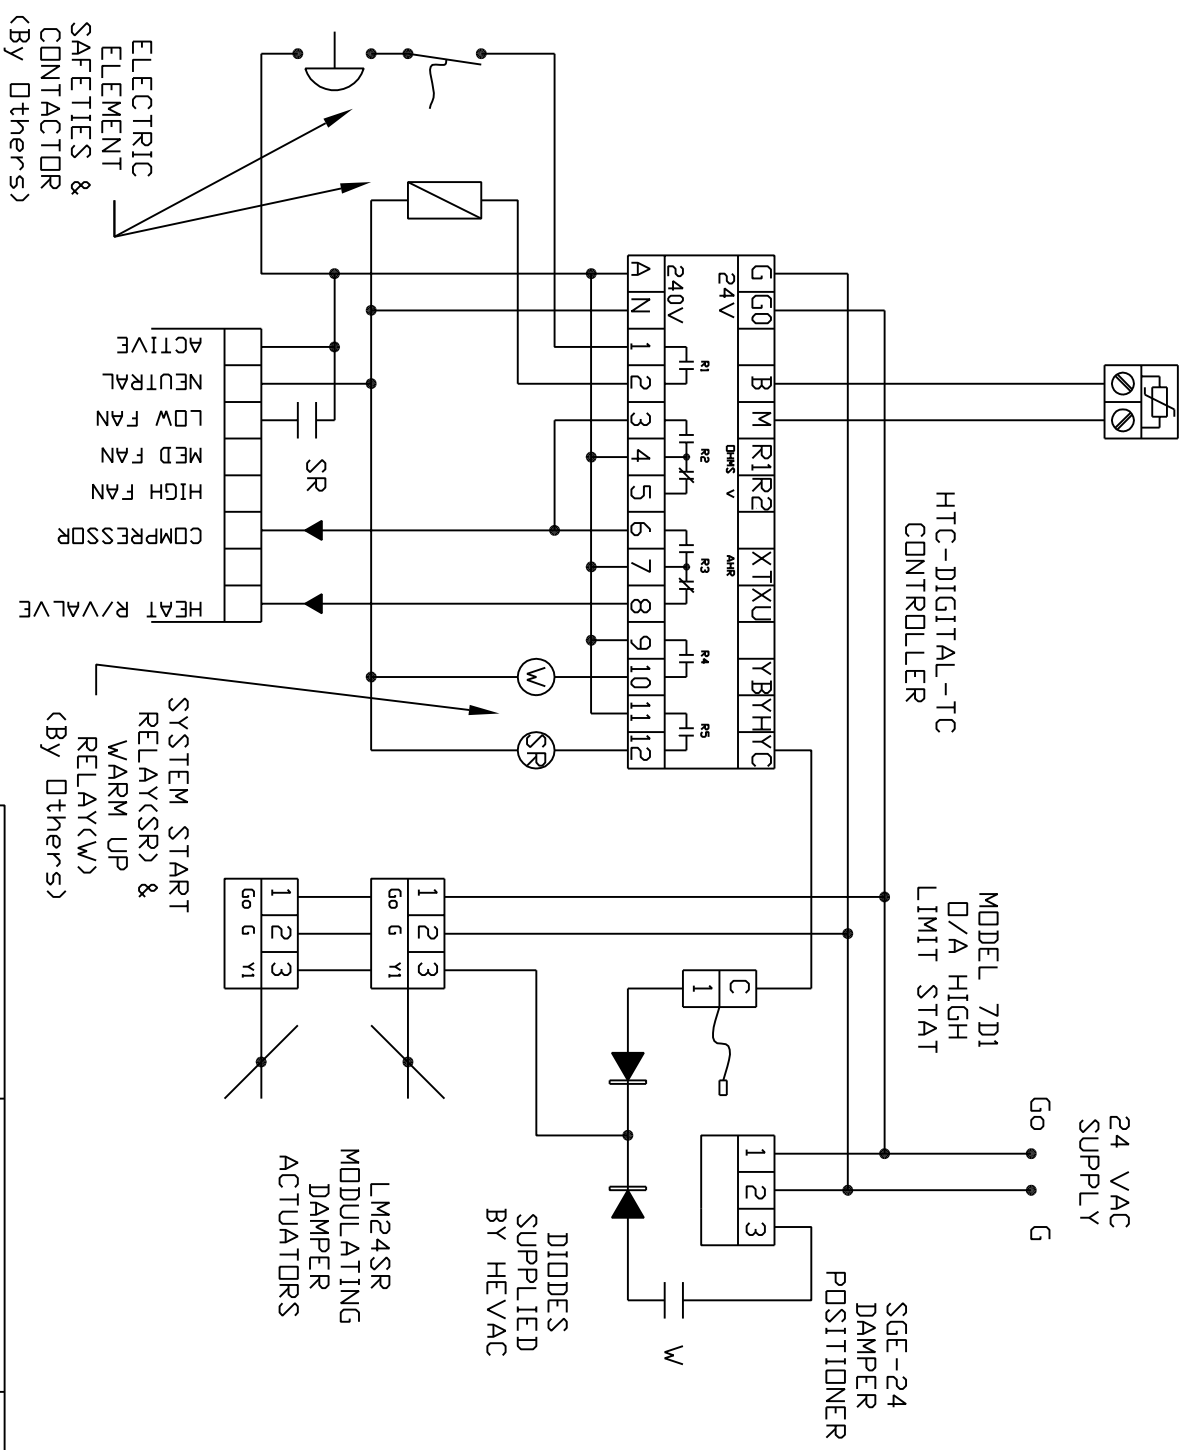 24 VAC
SUPPLY
Go
G
SGE-24
DAMPER
POSITIONER
1
2
3
W
MODEL 7D1
O/A HIGH
LIMIT STAT
C
1
DIODES
SUPPLIED
BY HEVAC
LM24SR
MODULATING
DAMPER
ACTUATORS
1 2 3
Go G Y1
1 2 3
Go G Y1
HTC-DIGITAL-TC
CONTROLLER
G G0 B M R1 R2 XT XU YB YH YC
24V OHMS V AHR
240V R1 R2 R3 R4 R5
A N 1 2 3 4 5 6 7 8 9 10 11 12
W
SR
SYSTEM START
RELAY(SR) &
WARM UP
RELAY(W)
(By Others)
SR
ACTIVE
NEUTRAL
LOW FAN
MED FAN
HIGH FAN
COMPRESSOR
HEAT R/VALVE
ELECTRIC
ELEMENT
SAFETIES &
CONTACTOR
(By Others)